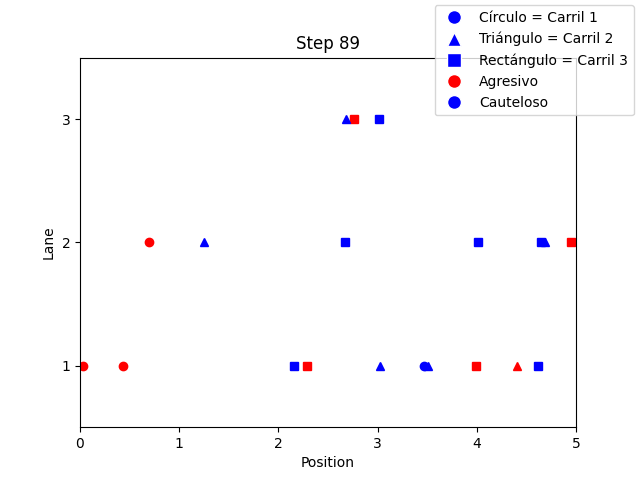 Step 89
Círculo = Carril 1
Triángulo = Carril 2
Rectángulo = Carril 3
Agresivo
Cauteloso
Lane
3
2
1
0 1 2 3 4 5
Position